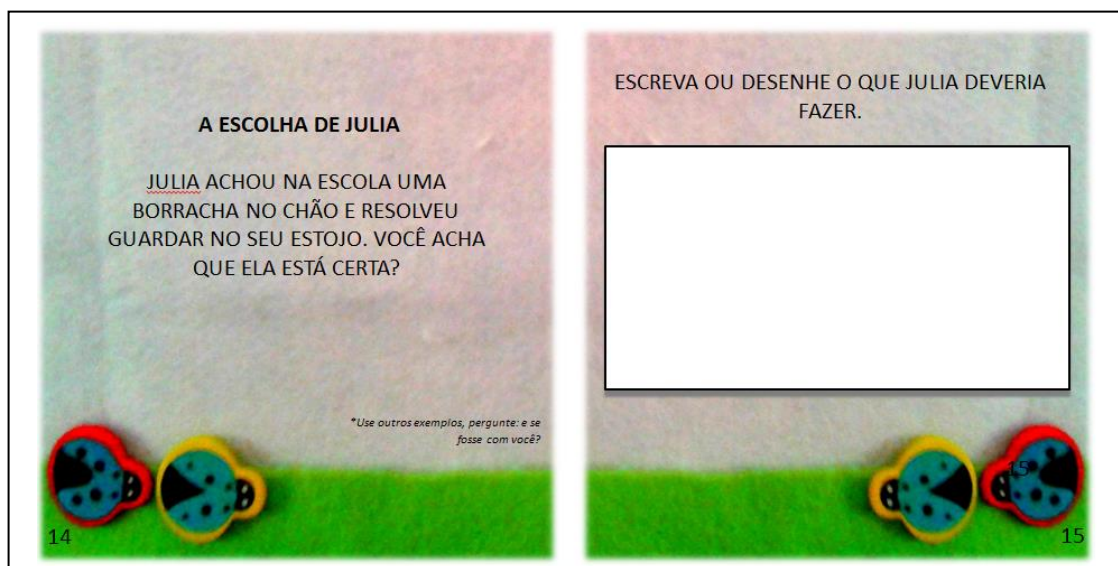 A ESCOLHA DE JULIA
JULIA ACHOU NA ESCOLA UMA
BORRACHA NO CHÃO E RESOLVEU
GUARDAR NO SEU ESTOJO. VOCÊ ACHA
QUE ELA ESTÁ CERTA?
*Use outros exemplos, pergunte: e se
fosse com você?
14
ESCREVA OU DESENHE O QUE JULIA DEVERIA
FAZER.
15
15